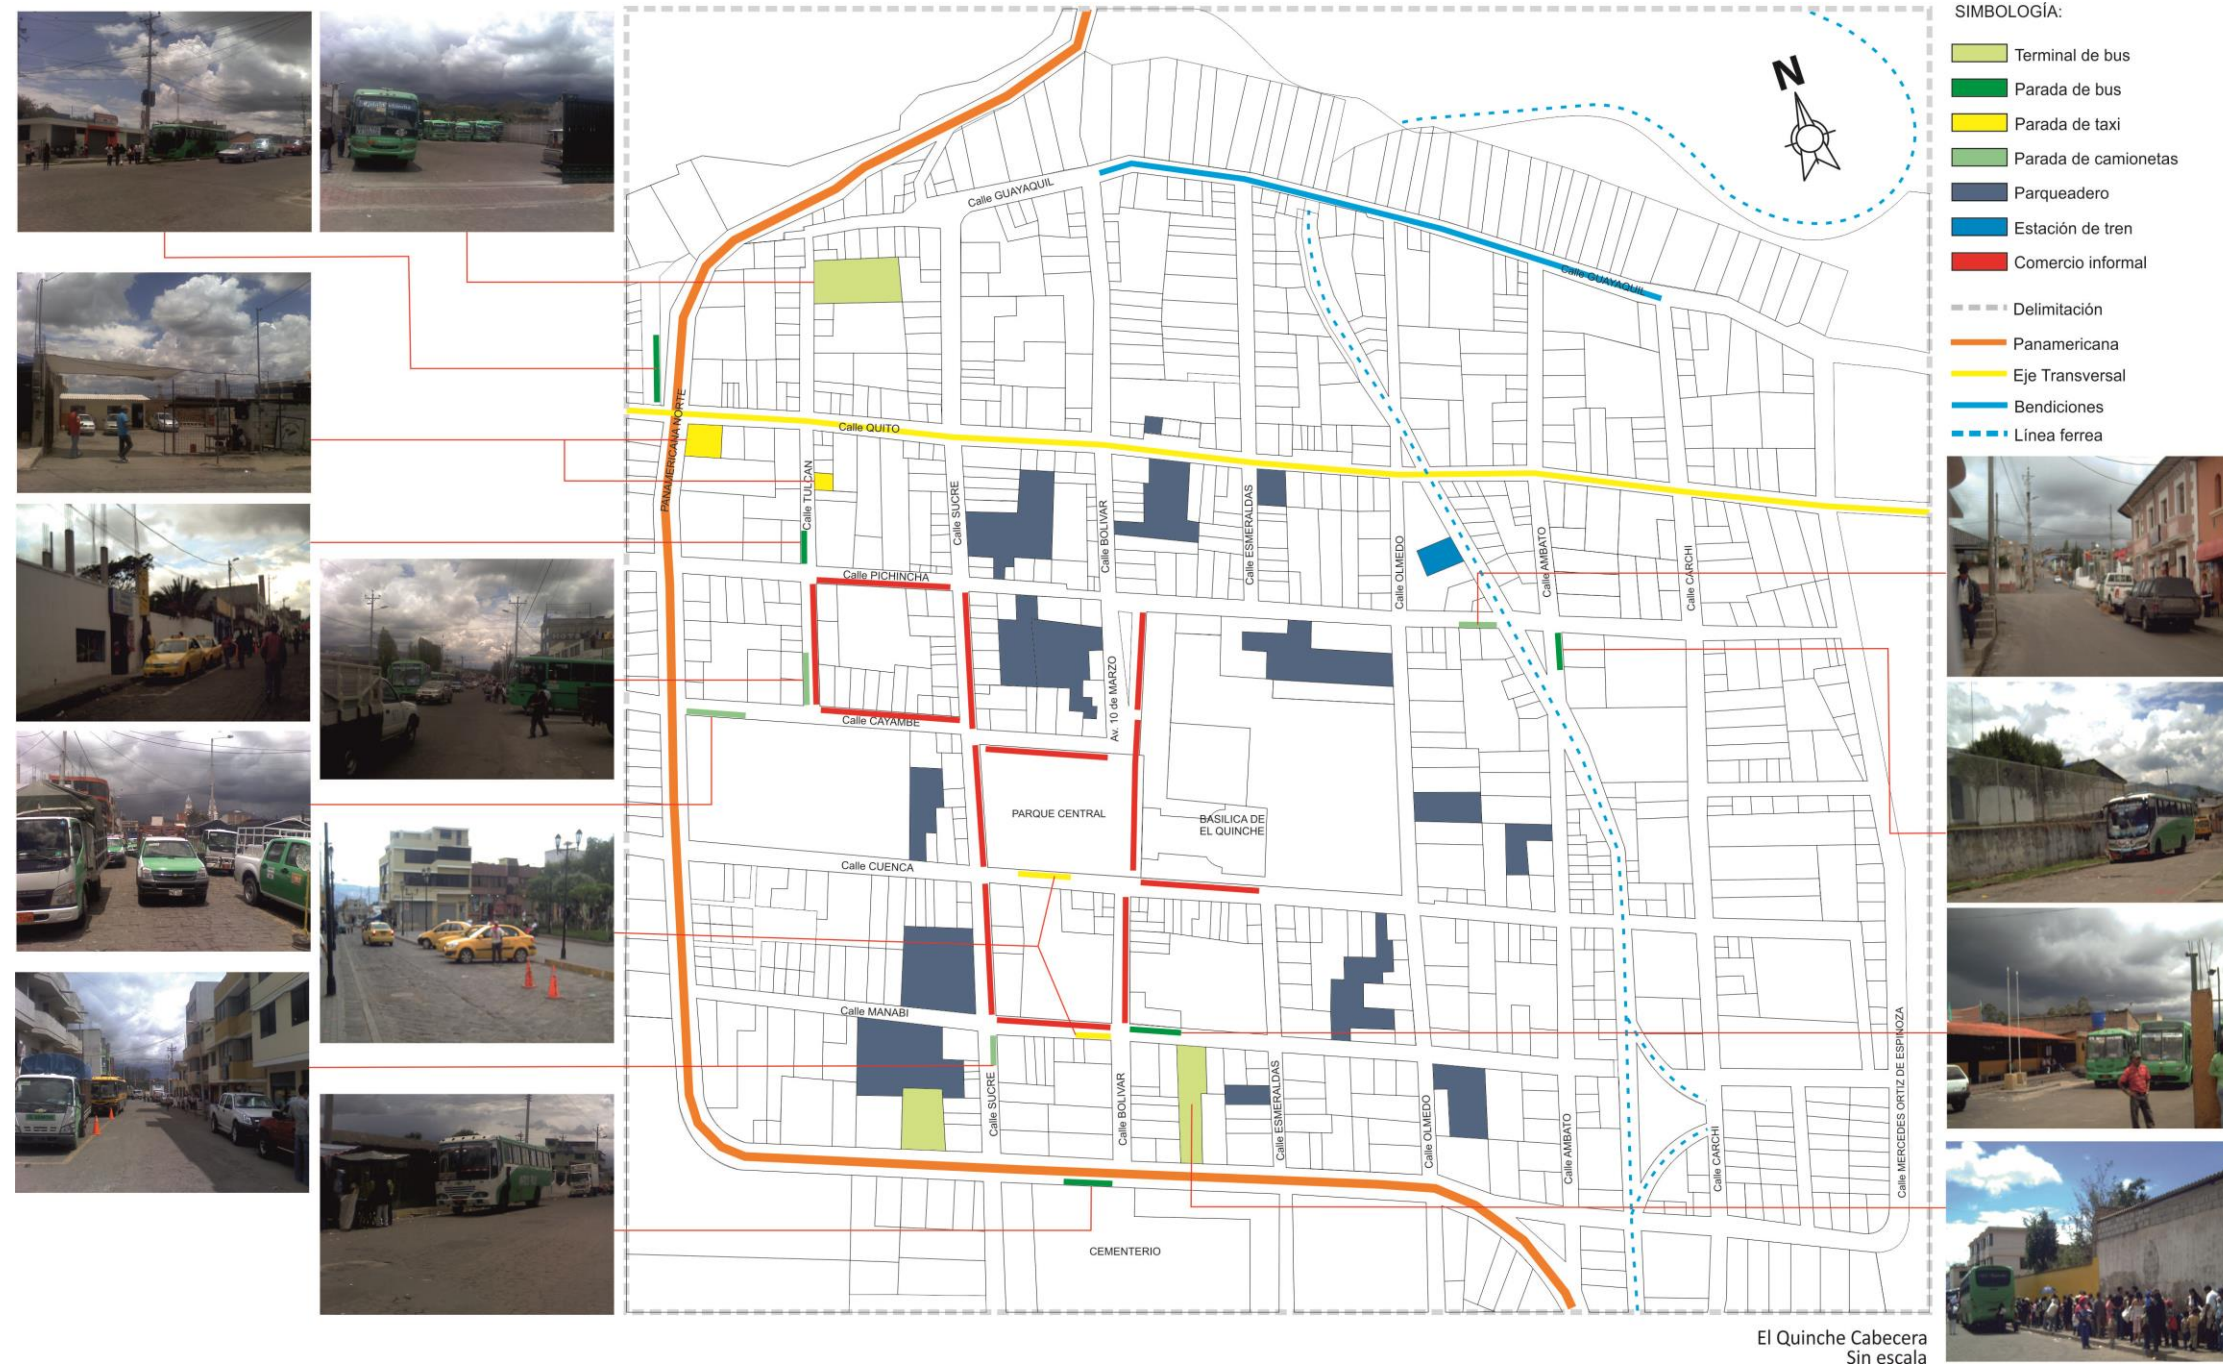 SIMBOLOGÍA:
Terminal de bus
Parada de bus
Parada de taxi
Parada de camionetas
Parqueadero
Estación de tren
Comercio informal
Delimitación
Panamericana
Eje Transversal
Bendiciones
Línea ferrea
N
Calle GUAYAQUIL
Calle GUAYAQUIL
PANAMERICANA NORTE
Calle QUITO
Calle TULCAN
Calle SUCRE
Calle BOLIVAR
Calle ESMERALDAS
Calle OLMEDO
Calle AMBATO
Calle CARCHI
Calle PICHINCHA
Av. 10 de MARZO
Calle CAYAMBE
PARQUE CENTRAL
BASILICA DE
EL QUINCHE
Calle CUENCA
Calle MANABI
Calle SUCRE
Calle BOLIVAR
Calle ESMERALDAS
Calle OLMEDO
Calle AMBATO
Calle CARCHI
Calle MERCEDES ORTIZ DE ESPINOZA
CEMENTERIO
El Quinche Cabecera
Sin escala